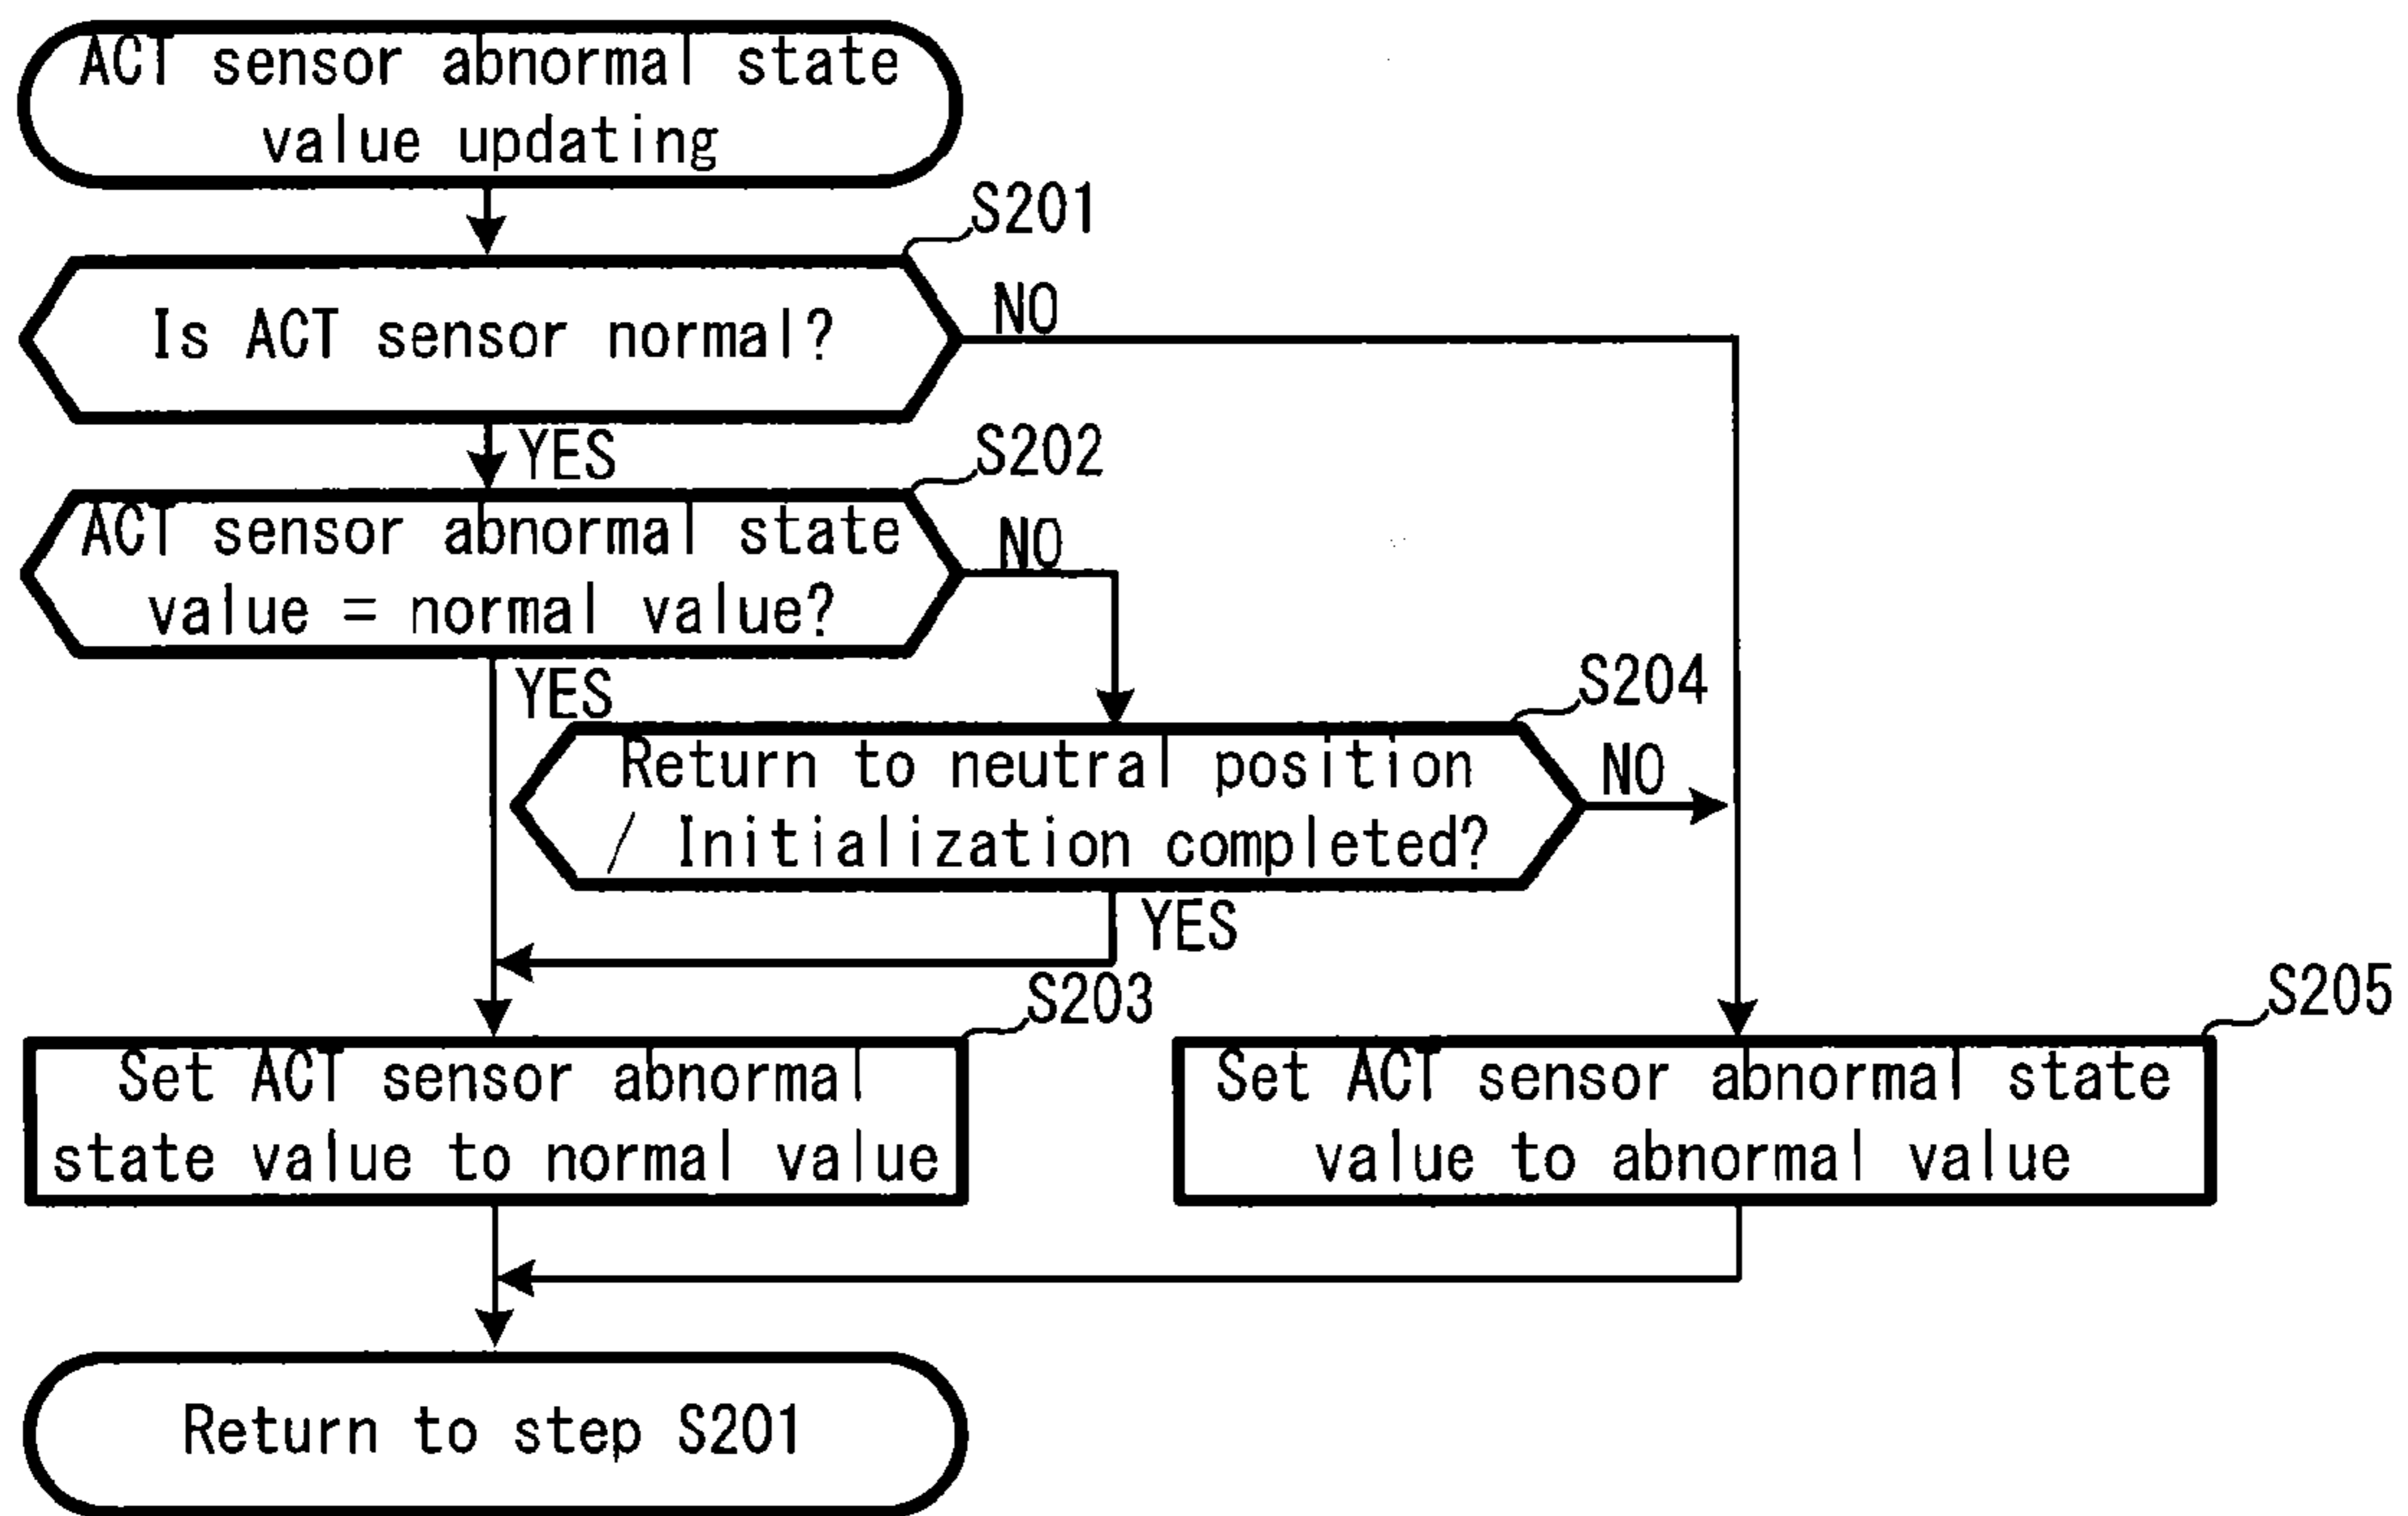 ACT sensor abnormal state
value updating
S201
Is ACT sensor normal?
NO
YES
S202
ACT sensor abnormal state
value = normal value?
NO
YES
S204
Return to neutral position
/ Initialization completed?
NO
YES
S203
Set ACT sensor abnormal
state value to normal value
S205
Set ACT sensor abnormal state
value to abnormal value
Return to step S201